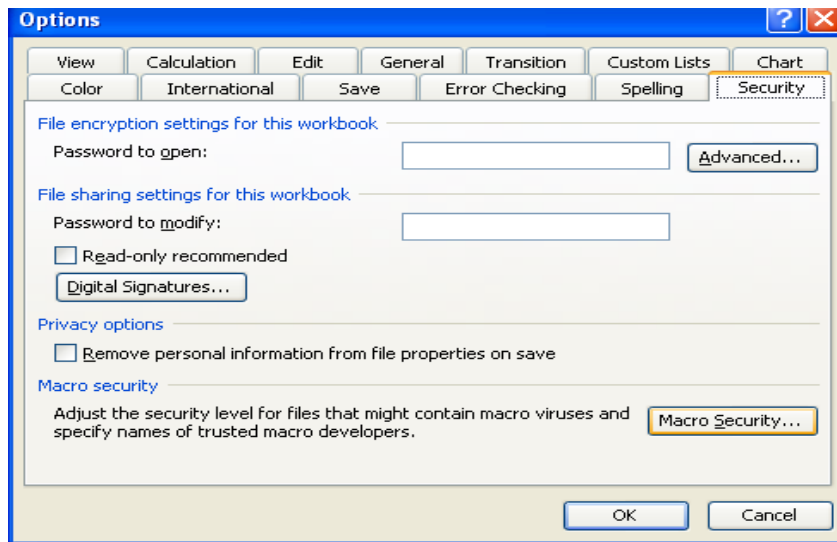 Options
View Calculation Edit General Transition Custom Lists Chart
Color International Save Error Checking Spelling Security
File encryption settings for this workbook
Password to open:
Advanced...
File sharing settings for this workbook
Password to modify:
Read-only recommended
Digital Signatures...
Privacy options
Remove personal information from file properties on save
Macro security
Adjust the security level for files that might contain macro viruses and
specify names of trusted macro developers.
Macro Security...
OK Cancel